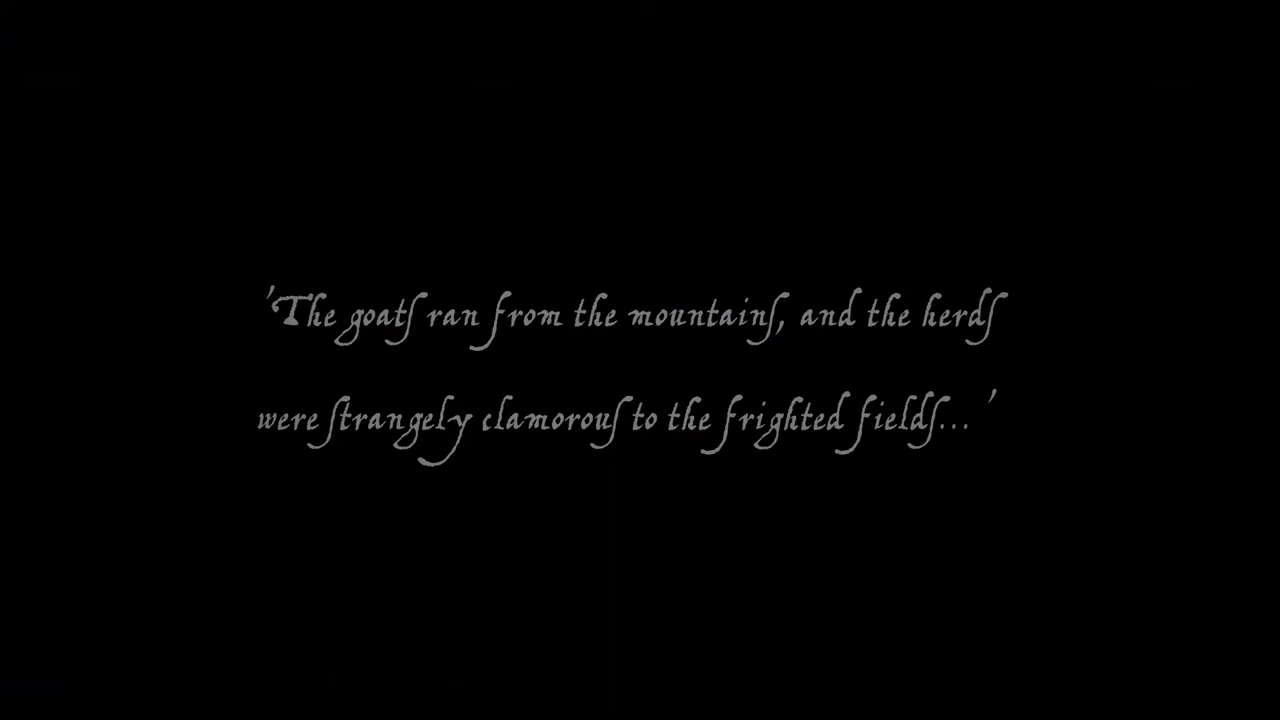 'The goats ran from the mountains, and the herds
were strangely clamorous to the frighted fields... '